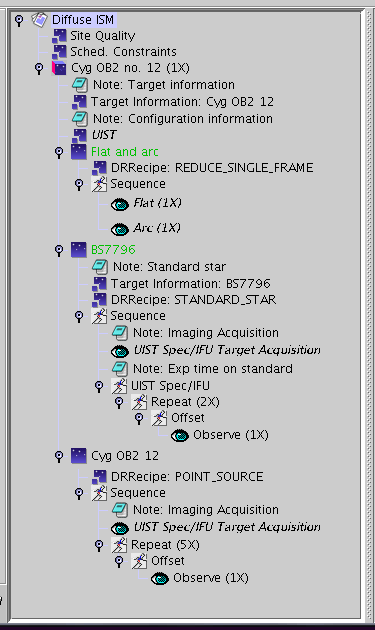 Diffuse ISM
Site Quality
Sched. Constraints
Cyg OB2 no. 12 (1X)
Note: Target information
Target Information: Cyg OB2 12
Note: Configuration information
UIST
Flat and arc
DRRecipe: REDUCE_SINGLE_FRAME
Sequence
Flat (1X)
Arc (1X)
BS7796
Note: Standard star
Target Information: BS7796
DRRecipe: STANDARD_STAR
Sequence
Note: Imaging Acquisition
UIST Spec/IFU Target Acquisition
Note: Exp time on standard
UIST Spec/IFU
Repeat (2X)
Offset
Observe (1X)
Cyg OB2 12
DRRecipe: POINT_SOURCE
Sequence
Note: Imaging Acquisition
UIST Spec/IFU Target Acquisition
Repeat (5X)
Offset
Observe (1X)